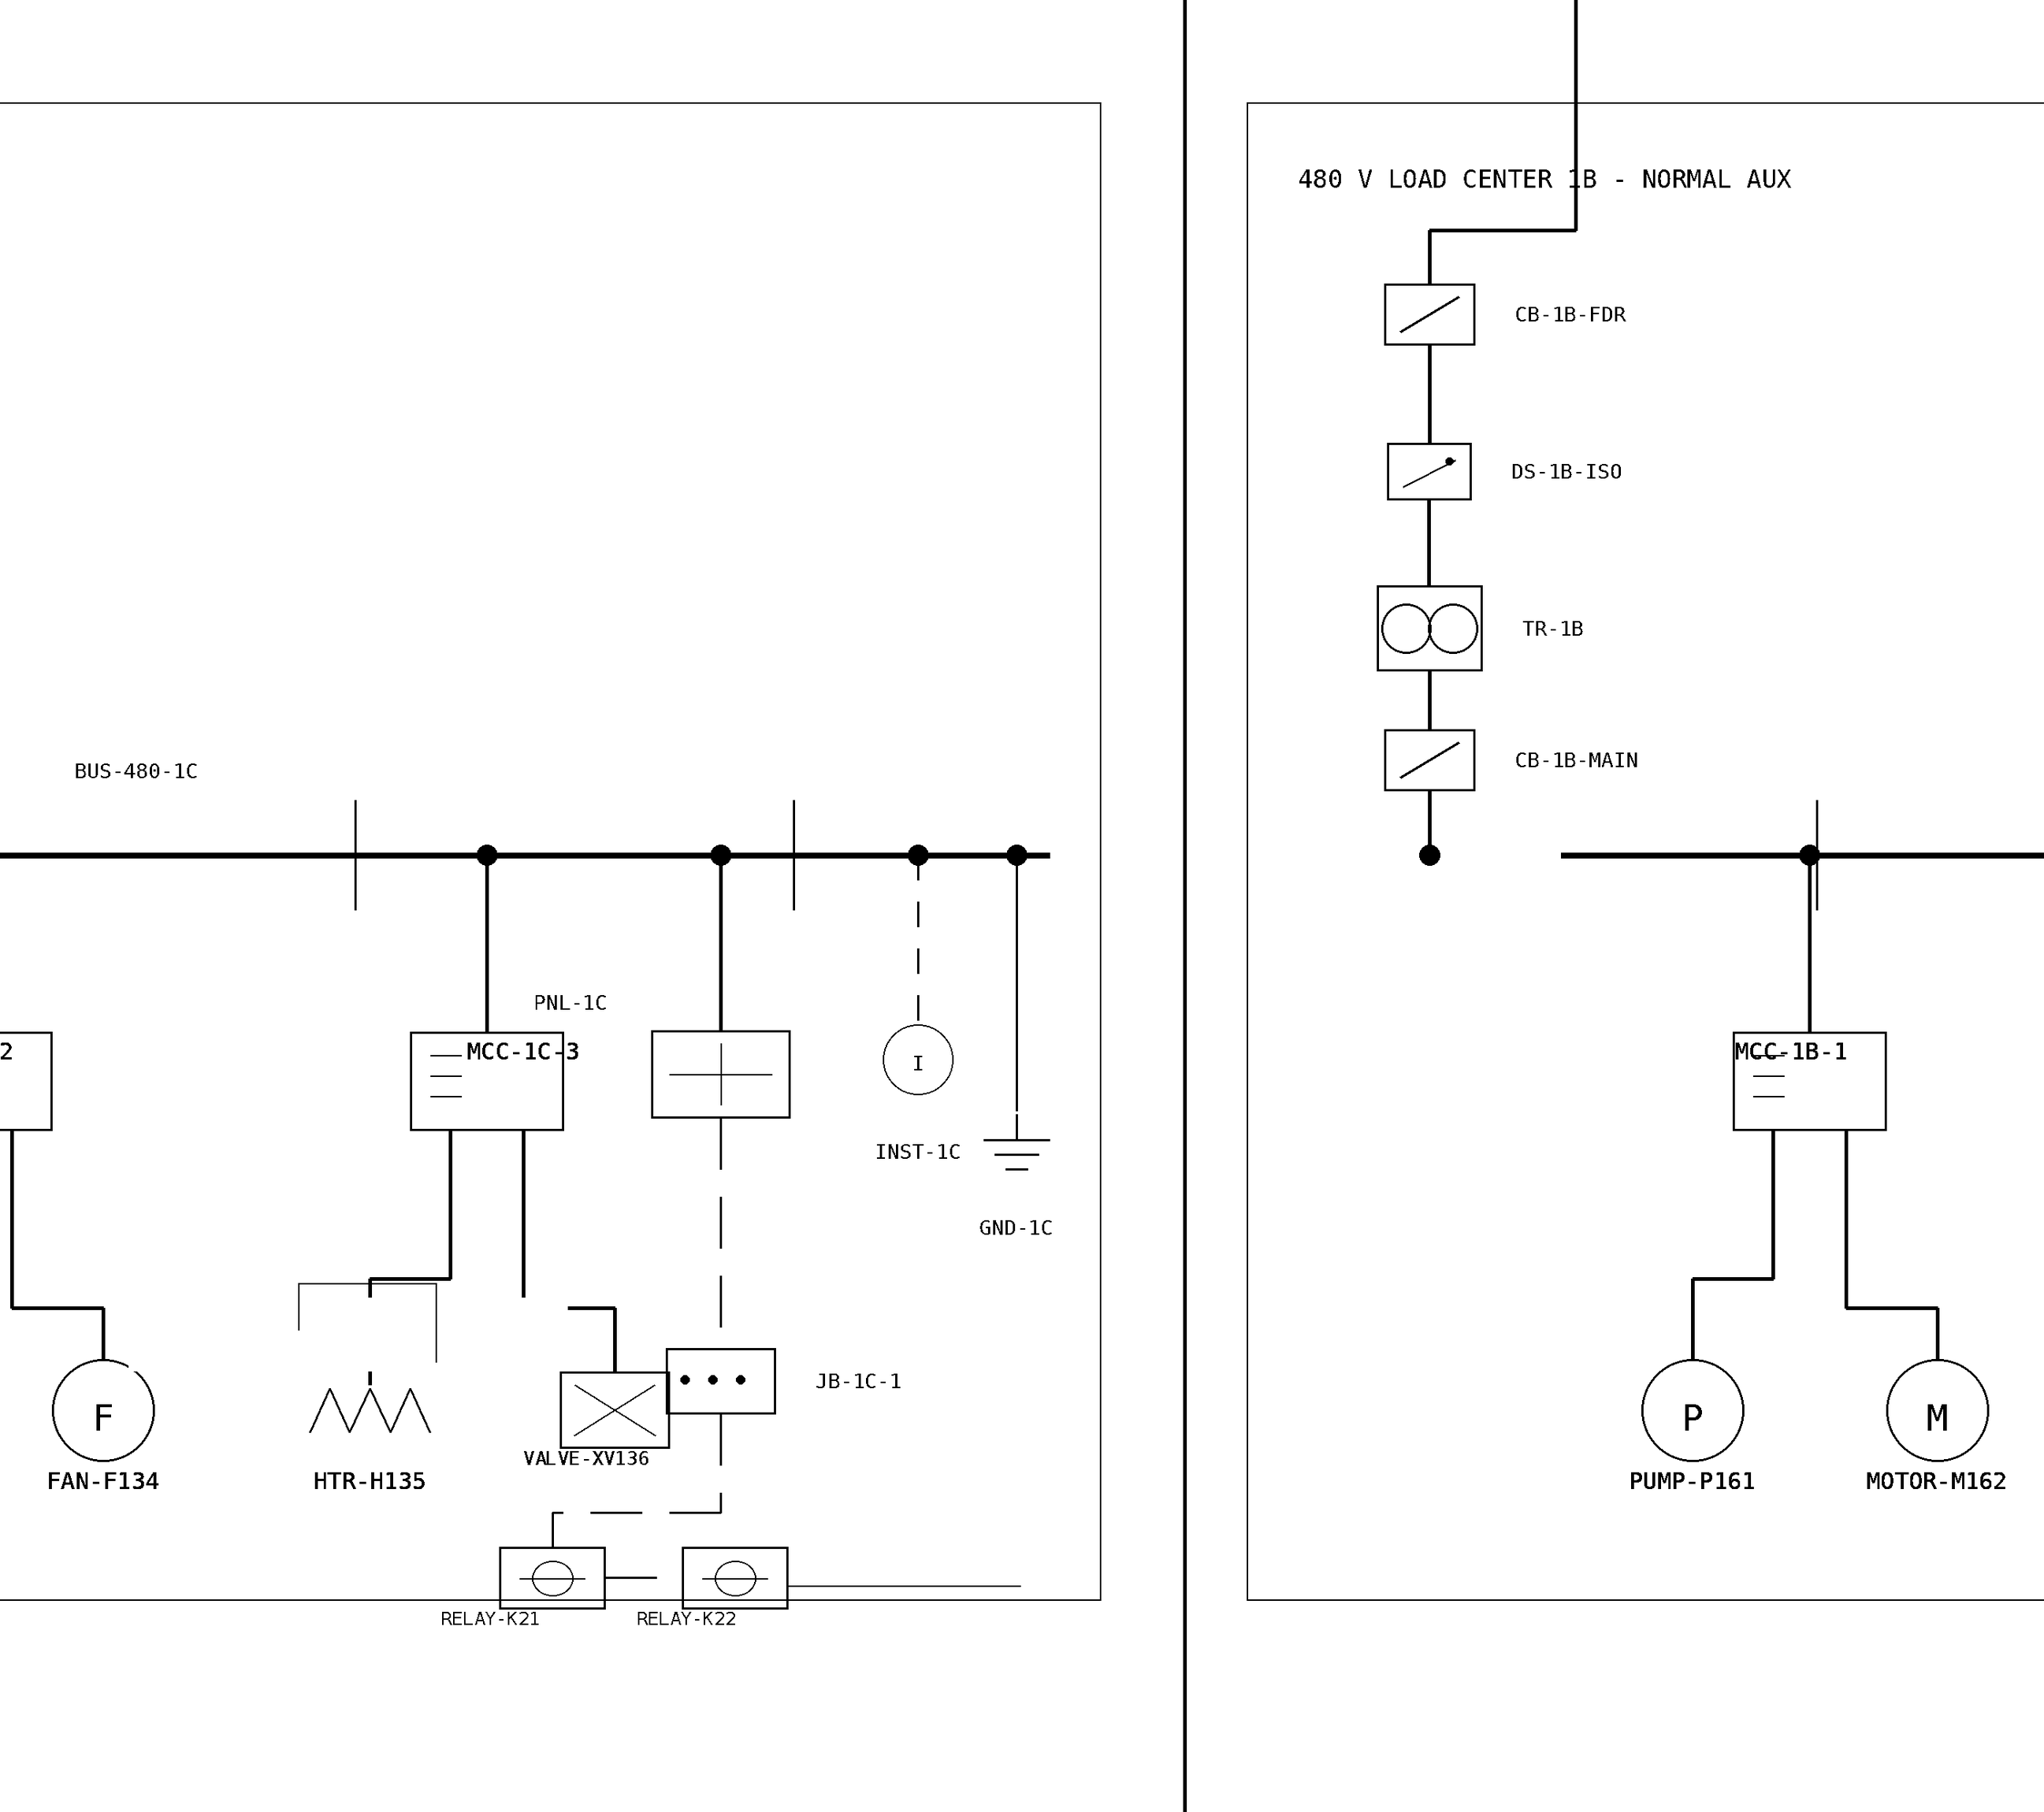 480 V LOAD CENTER 1B - NORMAL AUX
CB-1B-FDR
DS-1B-ISO
TR-1B
CB-1B-MAIN
BUS-480-1C
PNL-1C
2
MCC-1C-3
MCC-1B-1
I
INST-1C
GND-1C
JB-1C-1
F
P
M
VALVE-XV136
FAN-F134
HTR-H135
PUMP-P161
MOTOR-M162
RELAY-K21
RELAY-K22